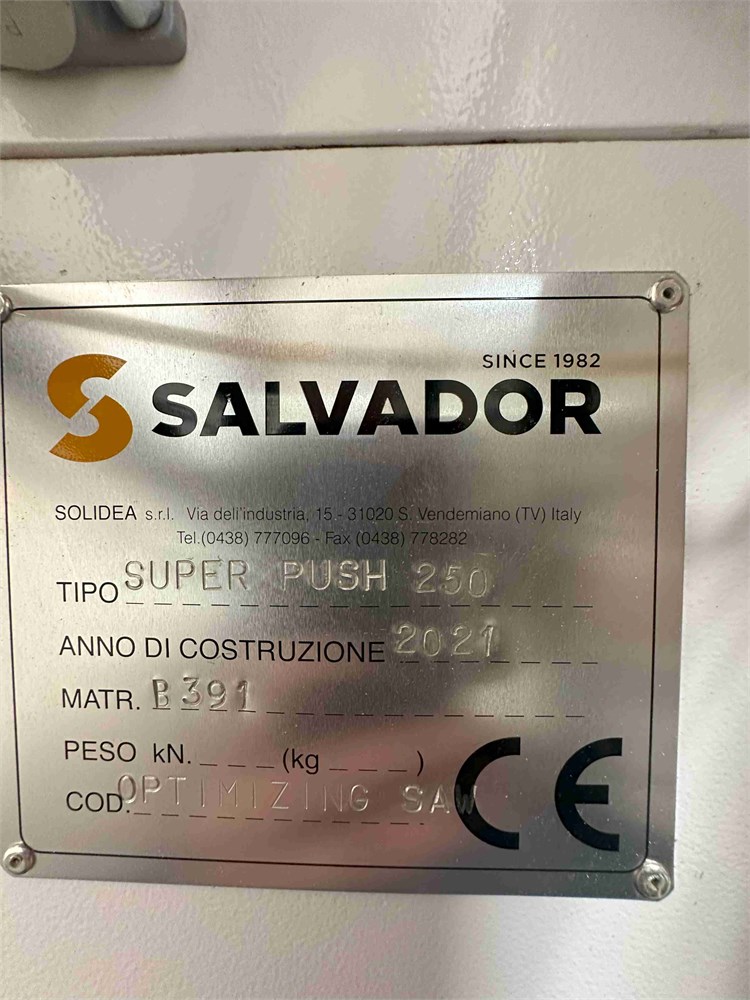 SINCE 1982
SALVADOR
SOLIDEA s.r.l. Via dell'industria, 15 - 31020 S. Vendemiano (TV) Italy
Tel.(0438) 777096 - Fax (0438) 778282
TIPO SUPER PUSH 250
ANNO DI COSTRUZIONE 2021
MATR. B391
PESO kN. _ _ _ (kg _ _ _ )
COD. OPTIMIZING SAW
CE